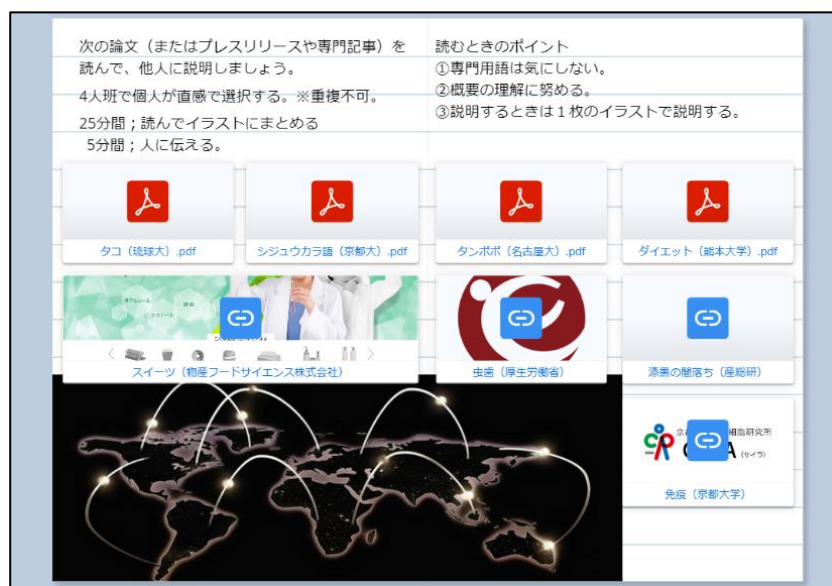 次の論文（またはプレスリリースや専門記事）を
読んで、他人に説明しましょう。
4人班で個人が直感で選択する。※重複不可。
25分間；読んでイラストにまとめる
5分間；人に伝える。
読むときのポイント
①専門用語は気にしない。
②概要の理解に努める。
③説明するときは１枚のイラストで説明する。
タコ（琉球大）.pdf
シジュウカラ語（京都大）.pdf
タンポポ（名古屋大）.pdf
ダイエット（熊本大学）.pdf
スイーツ（物産フードサイエンス株式会社）
虫歯（厚生労働省）
漆黒の闇落ち（産総研）
細胞研究所
A （サイラ）
免疫（京都大学）